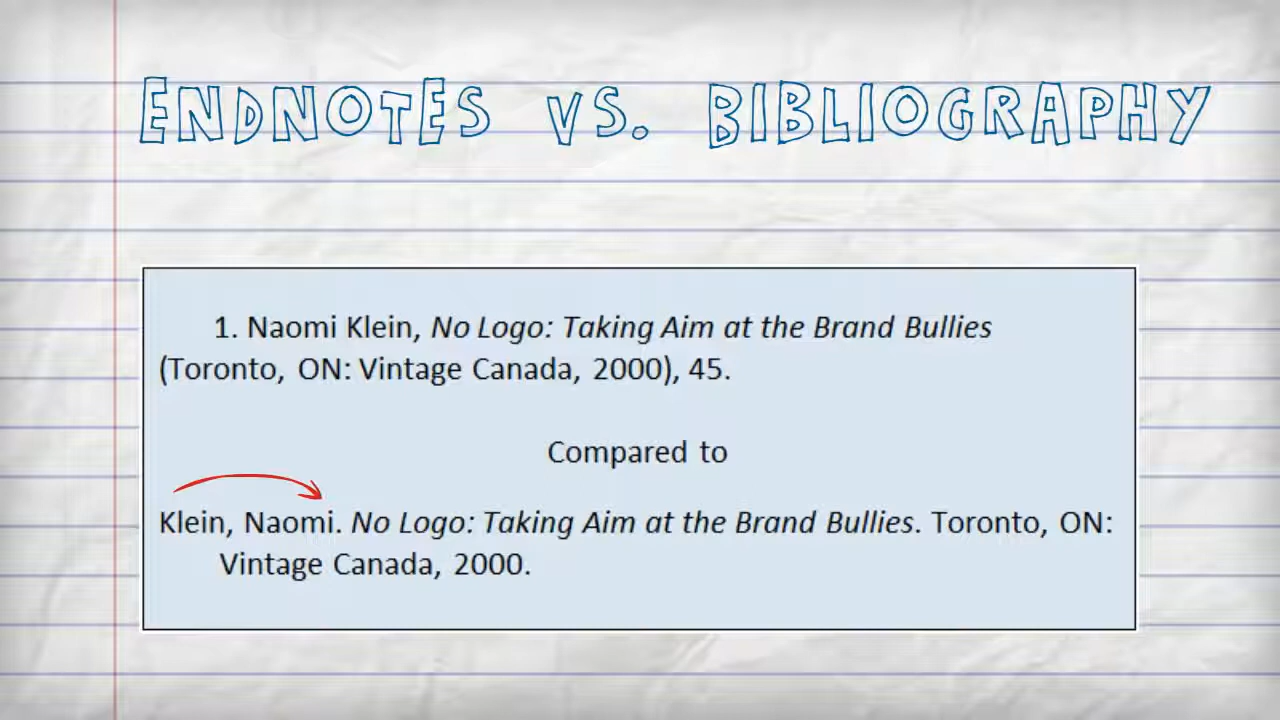 ENDNOTES VS. BIBLIOGRAPHY
1. Naomi Klein, No Logo: Taking Aim at the Brand Bullies
(Toronto, ON: Vintage Canada, 2000), 45.
Compared to
Klein, Naomi. No Logo: Taking Aim at the Brand Bullies. Toronto, ON:
Vintage Canada, 2000.